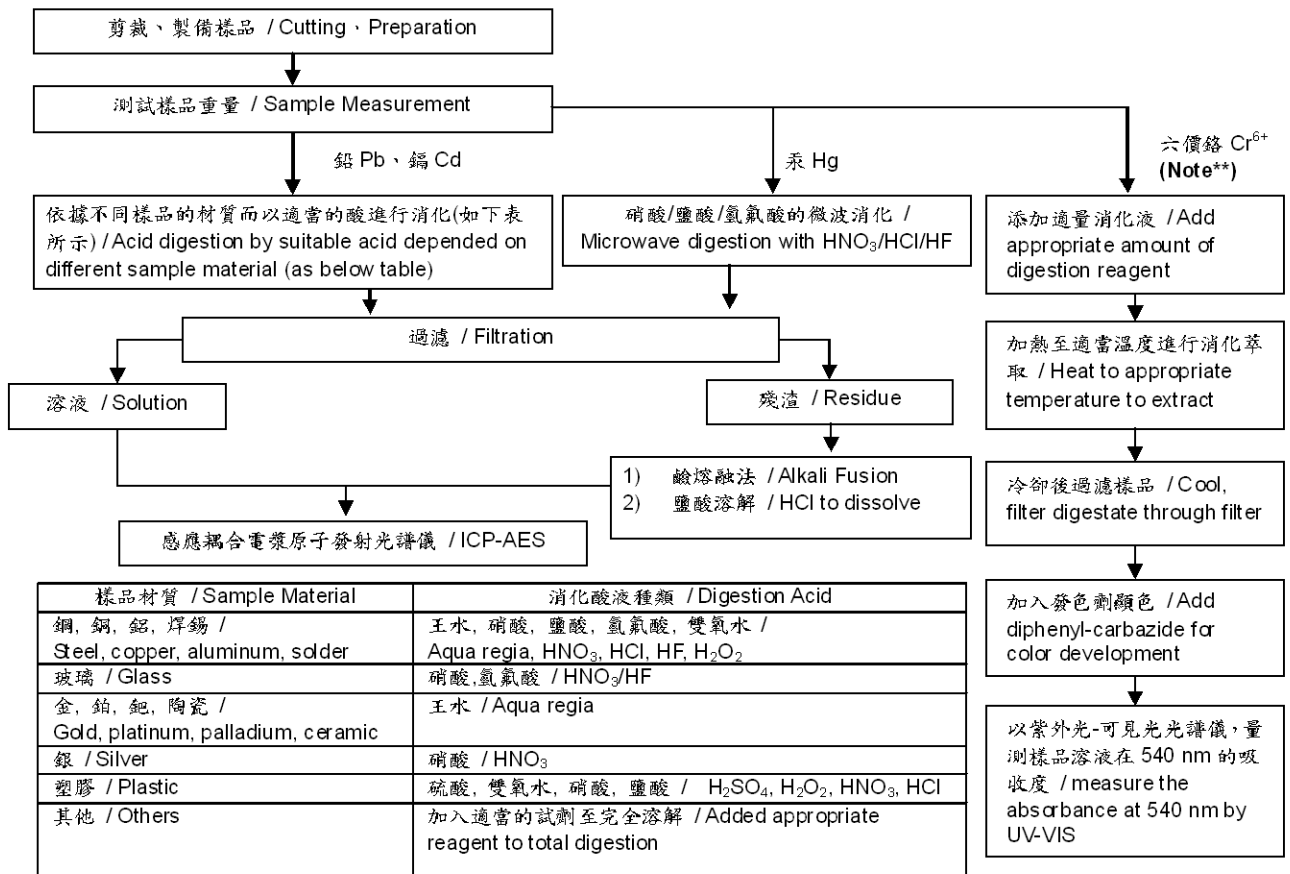 剪裁、製備樣品 / Cutting、Preparation
測試樣品重量 / Sample Measurement
鉛 Pb、鎘 Cd
汞 Hg
六價鉻 Cr⁶⁺
(Note**)
依據不同樣品的材質而以適當的酸進行消化(如下表
所示) / Acid digestion by suitable acid depended on
different sample material (as below table)
硝酸/鹽酸/氫氟酸的微波消化 /
Microwave digestion with HNO₃/HCl/HF
添加適量消化液 / Add
appropriate amount of
digestion reagent
過濾 / Filtration
加熱至適當溫度進行消化萃
取 / Heat to appropriate
temperature to extract
溶液 / Solution
殘渣 / Residue
1) 鹼熔融法 / Alkali Fusion
2) 鹽酸溶解 / HCl to dissolve
冷卻後過濾樣品 / Cool,
filter digestate through filter
感應耦合電漿原子發射光譜儀 / ICP-AES
加入發色劑顯色 / Add
diphenyl-carbazide for
color development
以紫外光-可見光光譜儀,量
測樣品溶液在 540 nm 的吸
收度 / measure the
absorbance at 540 nm by
UV-VIS
樣品材質 / Sample Material
消化酸液種類 / Digestion Acid
鋼, 銅, 鋁, 焊錫 /
Steel, copper, aluminum, solder
王水, 硝酸, 鹽酸, 氫氟酸, 雙氧水 /
Aqua regia, HNO₃, HCl, HF, H₂O₂
玻璃 / Glass
硝酸,氫氟酸 / HNO₃/HF
金, 鉑, 鈀, 陶瓷 /
Gold, platinum, palladium, ceramic
王水 / Aqua regia
銀 / Silver
硝酸 / HNO₃
塑膠 / Plastic
硫酸, 雙氧水, 硝酸, 鹽酸 / H₂SO₄, H₂O₂, HNO₃, HCl
其他 / Others
加入適當的試劑至完全溶解 / Added appropriate
reagent to total digestion